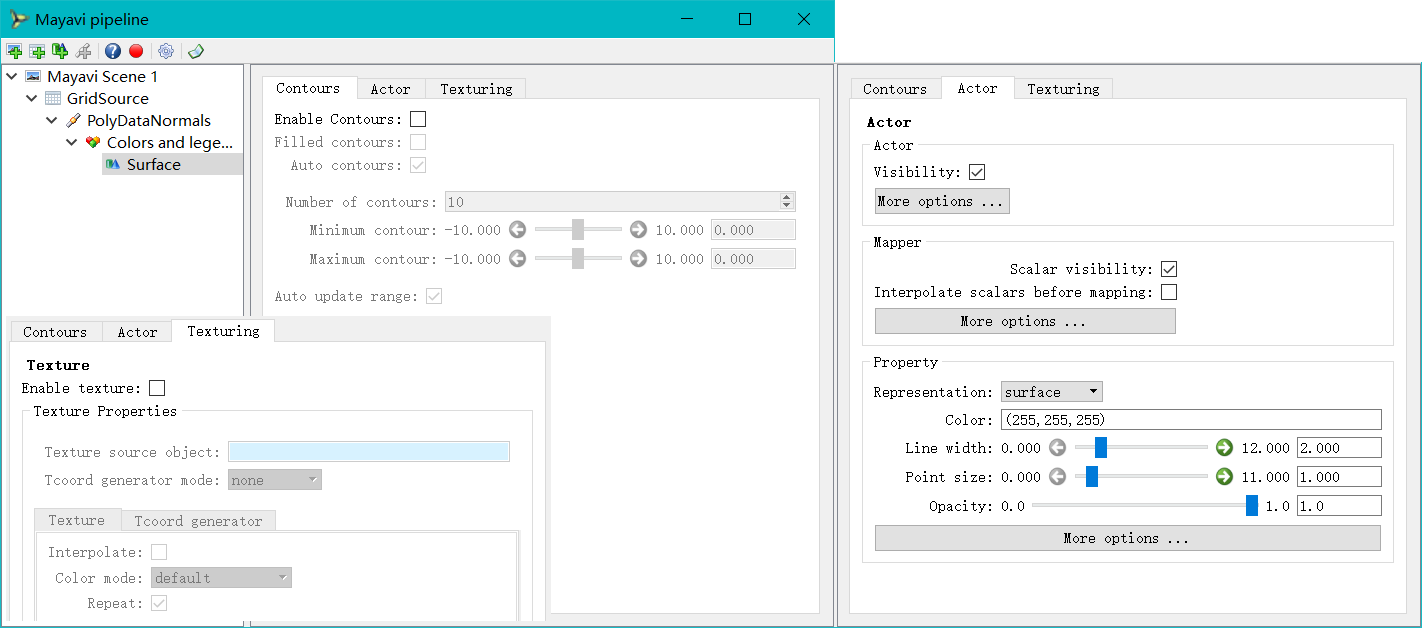 Mayavi pipeline
Mayavi Scene 1
GridSource
PolyDataNormals
Colors and lege...
Surface
Contours Actor Texturing
Enable Contours:
Filled contours:
Auto contours:
Number of contours: 10
Minimum contour: -10.000 10.000 0.000
Maximum contour: -10.000 10.000 0.000
Auto update range:
Contours Actor Texturing
Texture
Enable texture:
Texture Properties
Texture source object:
Tcoord generator mode: none
Texture Tcoord generator
Interpolate:
Color mode: default
Repeat:
Contours Actor Texturing
Actor
Actor
Visibility:
More options ...
Mapper
Scalar visibility:
Interpolate scalars before mapping:
More options ...
Property
Representation: surface
Color: (255,255,255)
Line width: 0.000 12.000 2.000
Point size: 0.000 11.000 1.000
Opacity: 0.0 1.0 1.0
More options ...